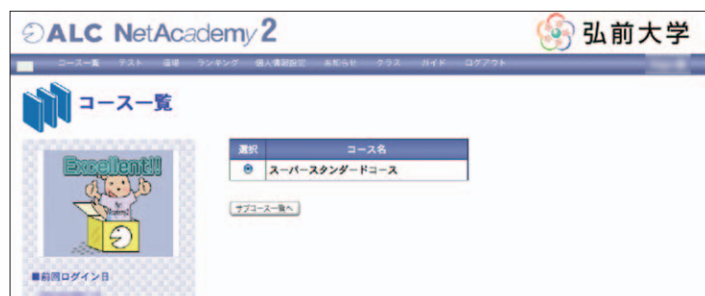 ALC NetAcademy 2
弘前大学
コース一覧 テスト 道場 ランキング 個人情報設定 お知らせ クラス ガイド ログアウト
コース一覧
Excellent!!
選択 コース名
スーパースタンダードコース
サブコース一覧へ
■前回ログイン日